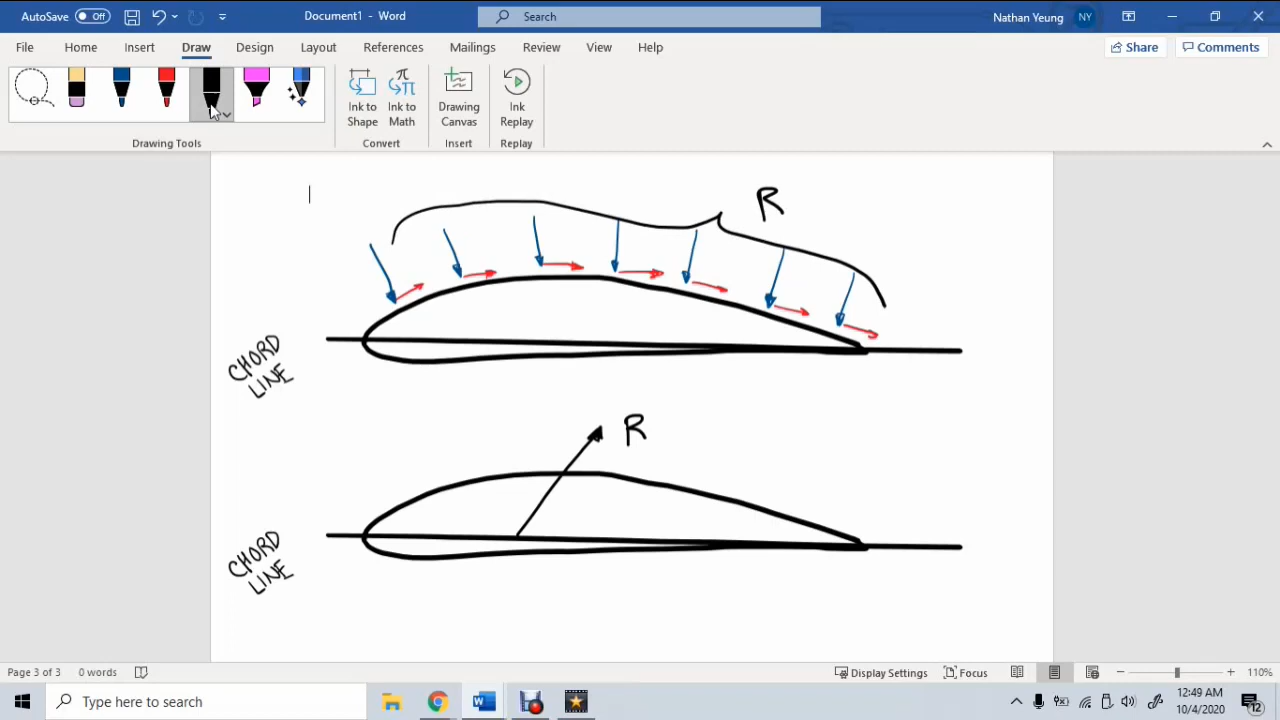 AutoSave Off Document1 - Word Search Nathan Yeung NY
File Home Insert Draw Design Layout References Mailings Review View Help Share Comments
Ink to Shape
Ink to Math
Drawing Canvas
Ink Replay
Drawing Tools Convert Insert Replay
R
CHORD
LINE
R
CHORD
LINE
Page 3 of 3 0 words Display Settings Focus 110%
Type here to search
12:49 AM
10/4/2020
12